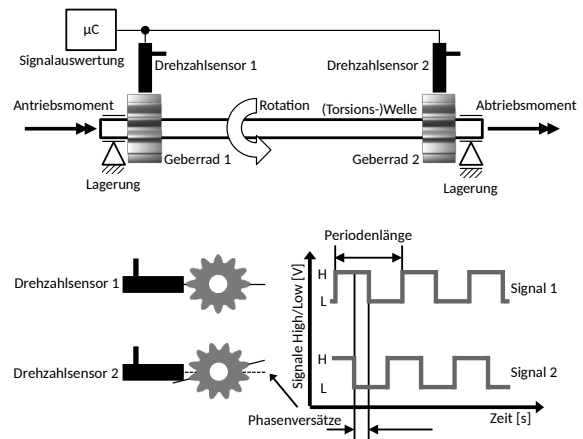 µC
Signalauswertung
Drehzahlsensor 1
Drehzahlsensor 2
Antriebsmoment
Rotation
(Torsions-)Welle
Abtriebsmoment
Geberrad 1
Geberrad 2
Lagerung
Lagerung
Periodenlänge
Drehzahlsensor 1
Signale High/Low [V]
H
L
Signal 1
Drehzahlsensor 2
H
L
Signal 2
Phasenversätze
Zeit [s]